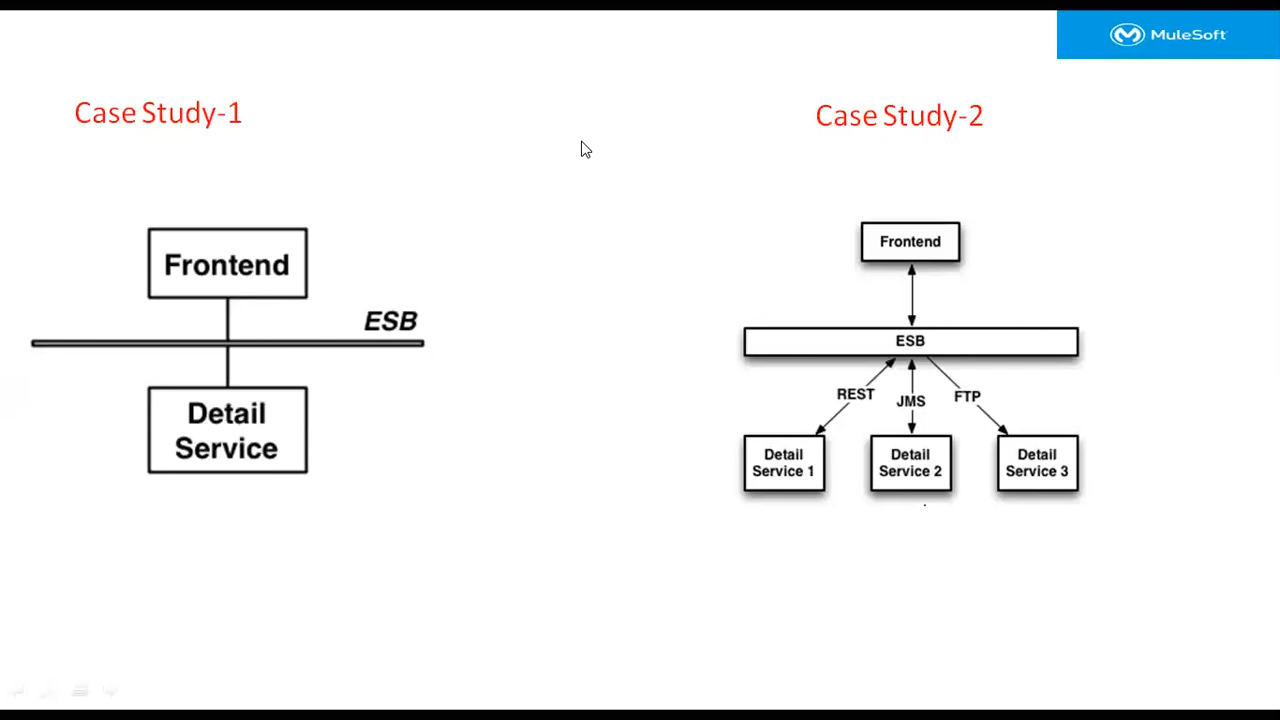 MuleSoft
Case Study-1
Case Study-2
Frontend
ESB
Detail
Service
Frontend
ESB
REST
JMS
FTP
Detail
Service 1
Detail
Service 2
Detail
Service 3